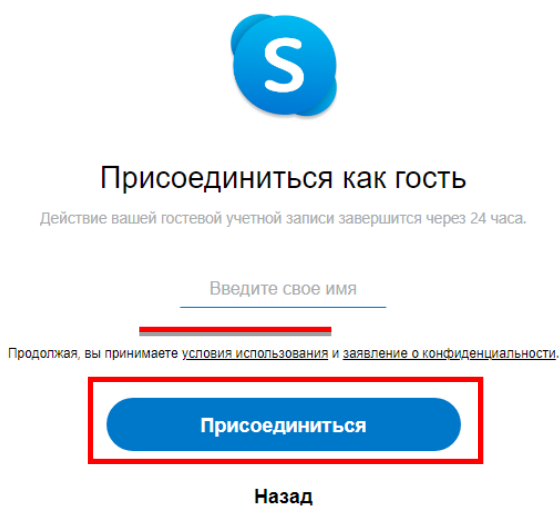 S
Присоединиться как гость
Действие вашей гостевой учетной записи завершится через 24 часа.
Введите свое имя
Продолжая, вы принимаете условия использования и заявление о конфиденциальности.
Присоединиться
Назад